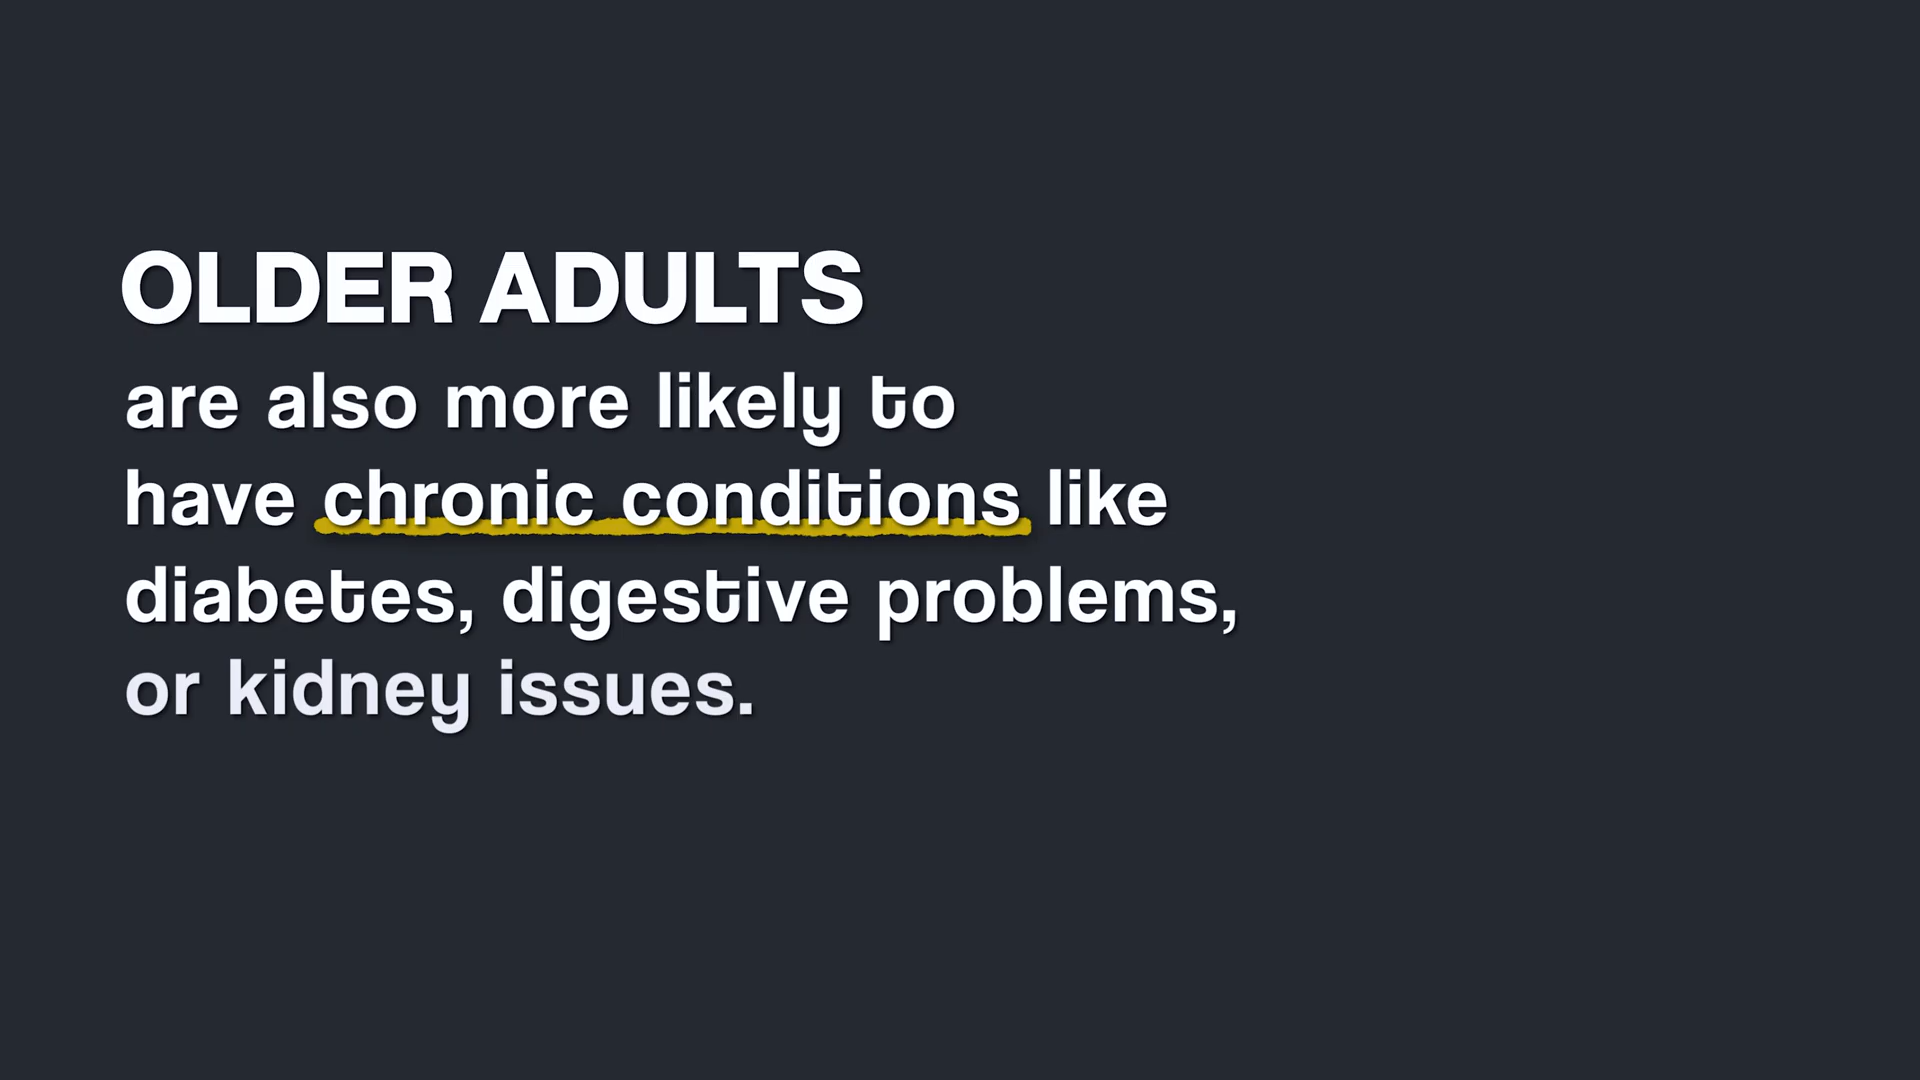 OLDER ADULTS
are also more likely to
have chronic conditions like
diabetes, digestive problems,
or kidney issues.